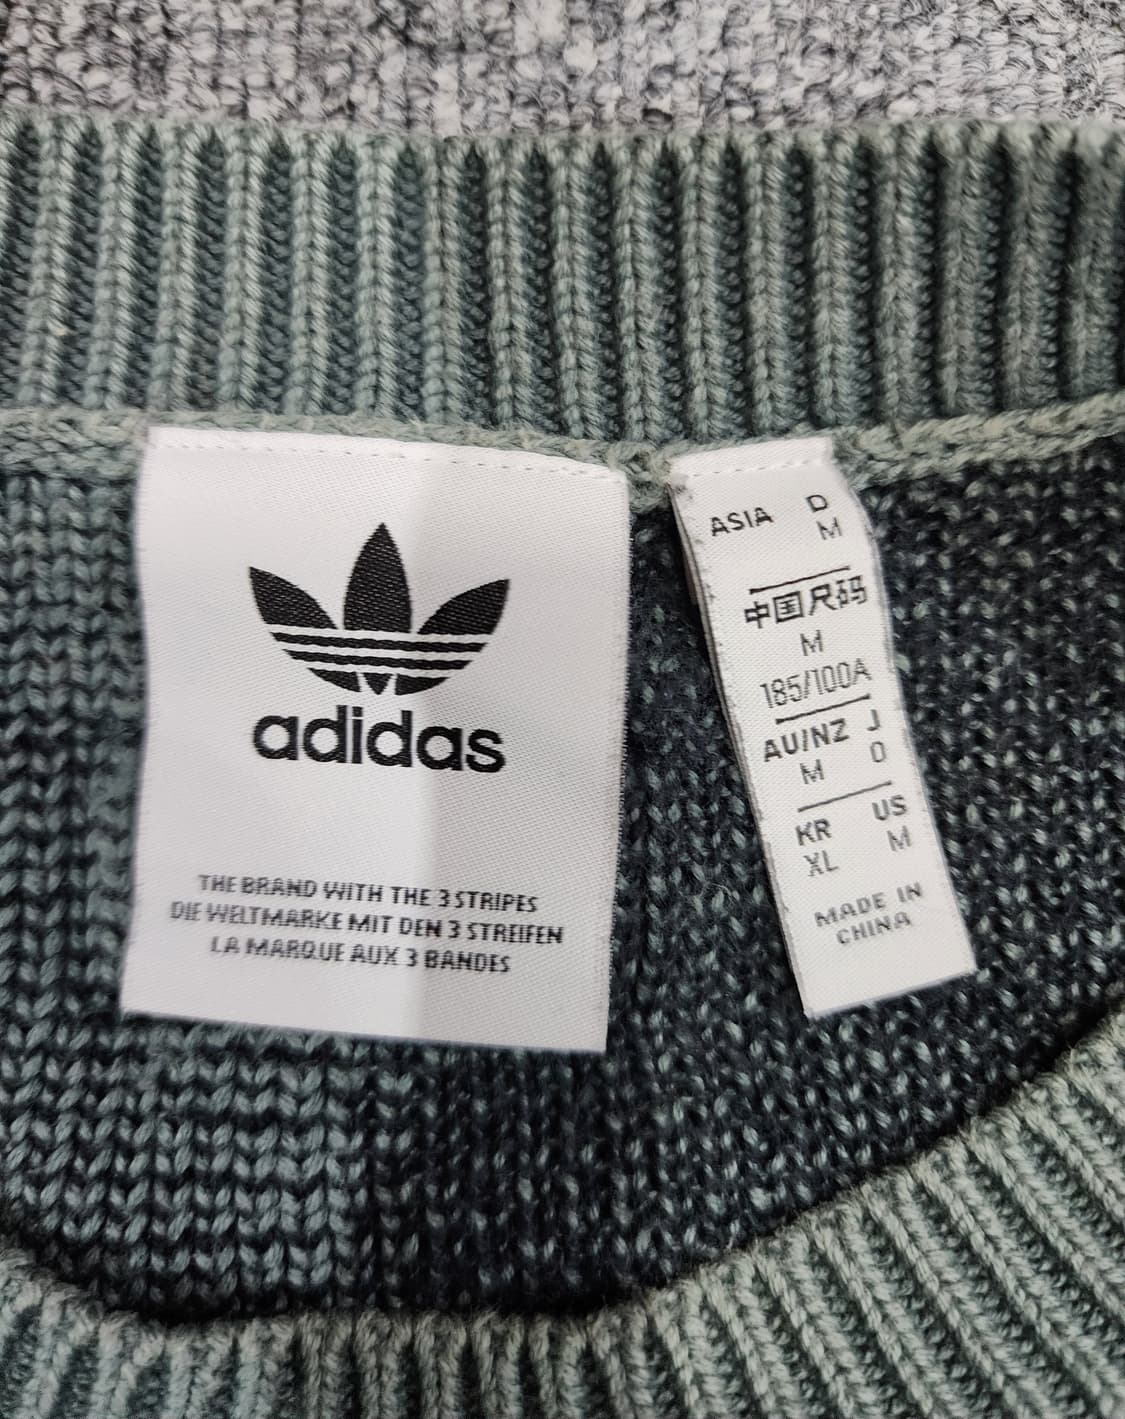 adidas
THE BRAND WITH THE 3 STRIPES
DIE WELTMARKE MIT DEN 3 STREIFEN
LA MARQUE AUX 3 BANDES
ASIA D
M
中国尺码
M
185/100A
AU/NZ J
M O
KR US
XL M
MADE IN
CHINA